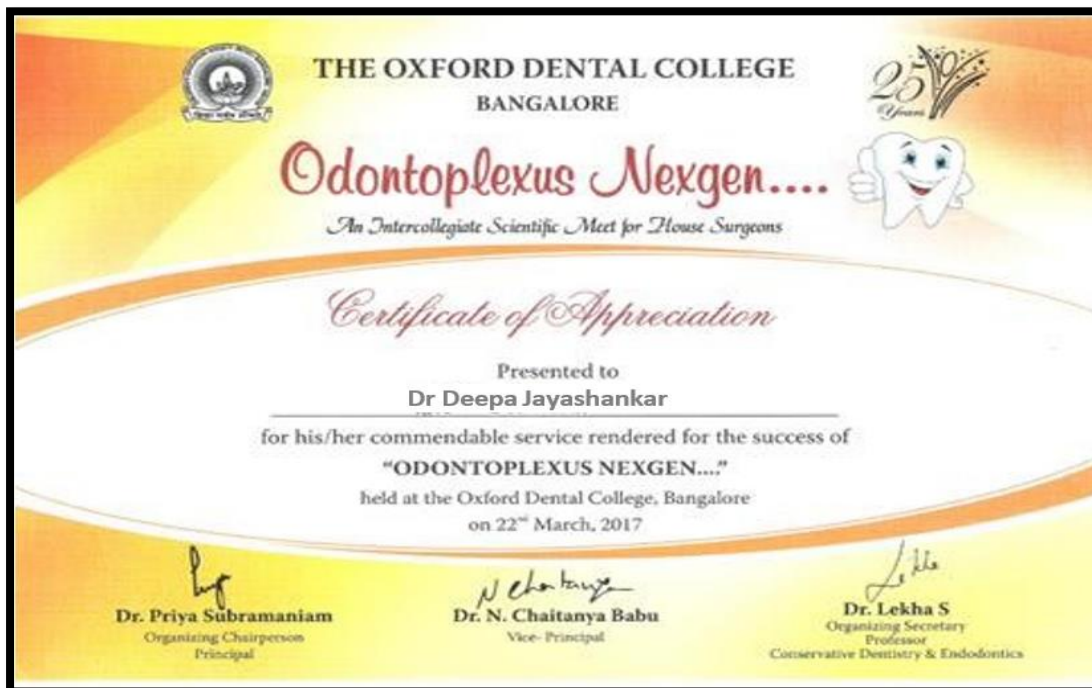 THE OXFORD DENTAL COLLEGE
BANGALORE
25
Years
Odontoplexus Nexgen....
An Intercollegiate Scientific Meet for House Surgeons
Certificate of Appreciation
Presented to
Dr Deepa Jayashankar
for his/her commendable service rendered for the success of
"ODONTOPLEXUS NEXGEN...."
held at the Oxford Dental College, Bangalore
on 22nd March, 2017
N Chaitanya
Lekha
Dr. Priya Subramaniam
Organizing Chairperson
Principal
Dr. N. Chaitanya Babu
Vice- Principal
Dr. Lekha S
Organizing Secretary
Professor
Conservative Dentistry & Endodontics